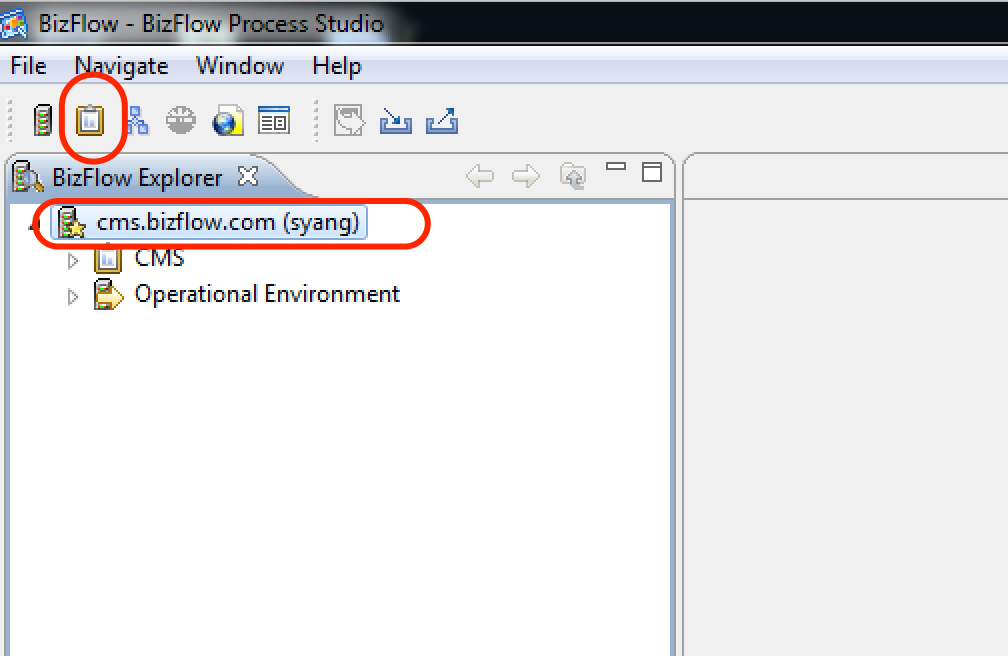 BizFlow - BizFlow Process Studio
File Navigate Window Help
BizFlow Explorer
cms.bizflow.com (syang)
CMS
Operational Environment